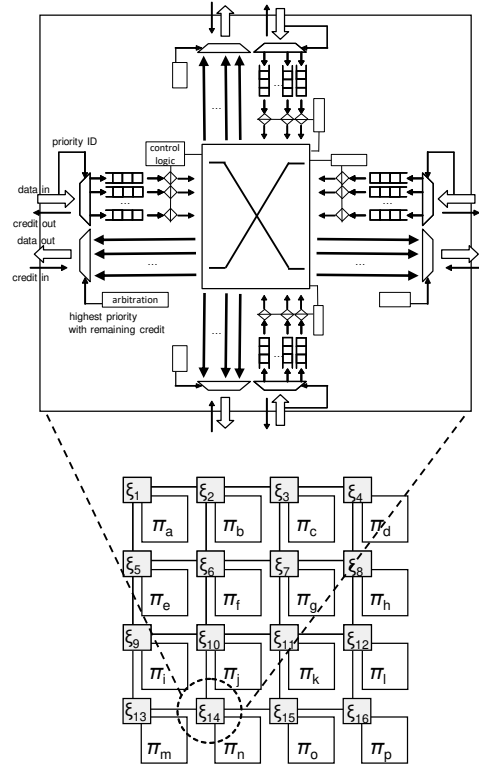 ...
...
priority ID
control
logic
data in
...
...
credit out
data out
credit in
...
...
arbitration
highest priority
with remaining credit
...
...
...
ξ1 ξ2 ξ3 ξ4
πa πb πc πd
ξ5 ξ6 ξ7 ξ8
πe πf πg πh
ξ9 ξ10 ξ11 ξ12
πi πj πk πl
ξ13 ξ14 ξ15 ξ16
πm πn πo πp